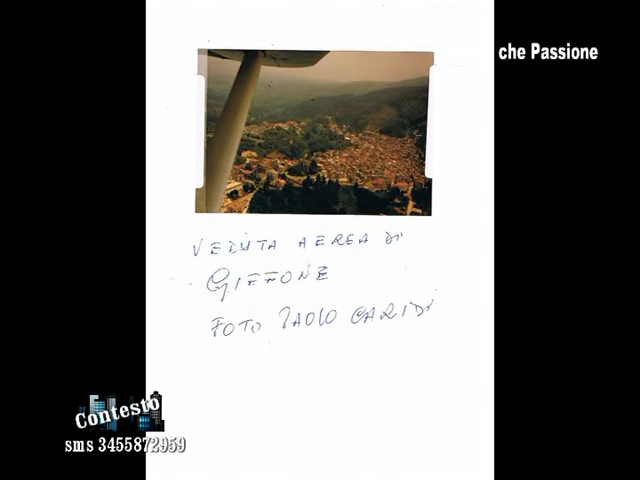 che Passione
VEDUTA AEREA DI
GIFFONE
FOTO PAOLO CARIDI
Contesto
sms 3455872959